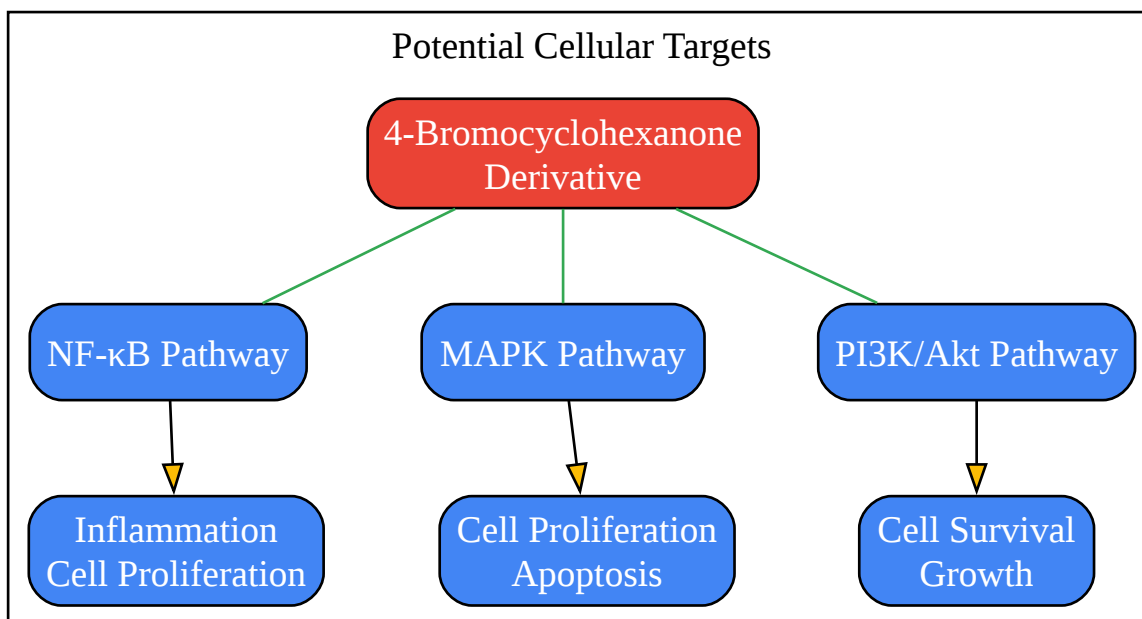 Potential Cellular Targets
4-Bromocyclohexanone
Derivative
NF-κB Pathway
MAPK Pathway
PI3K/Akt Pathway
Inflammation
Cell Proliferation
Cell Proliferation
Apoptosis
Cell Survival
Growth